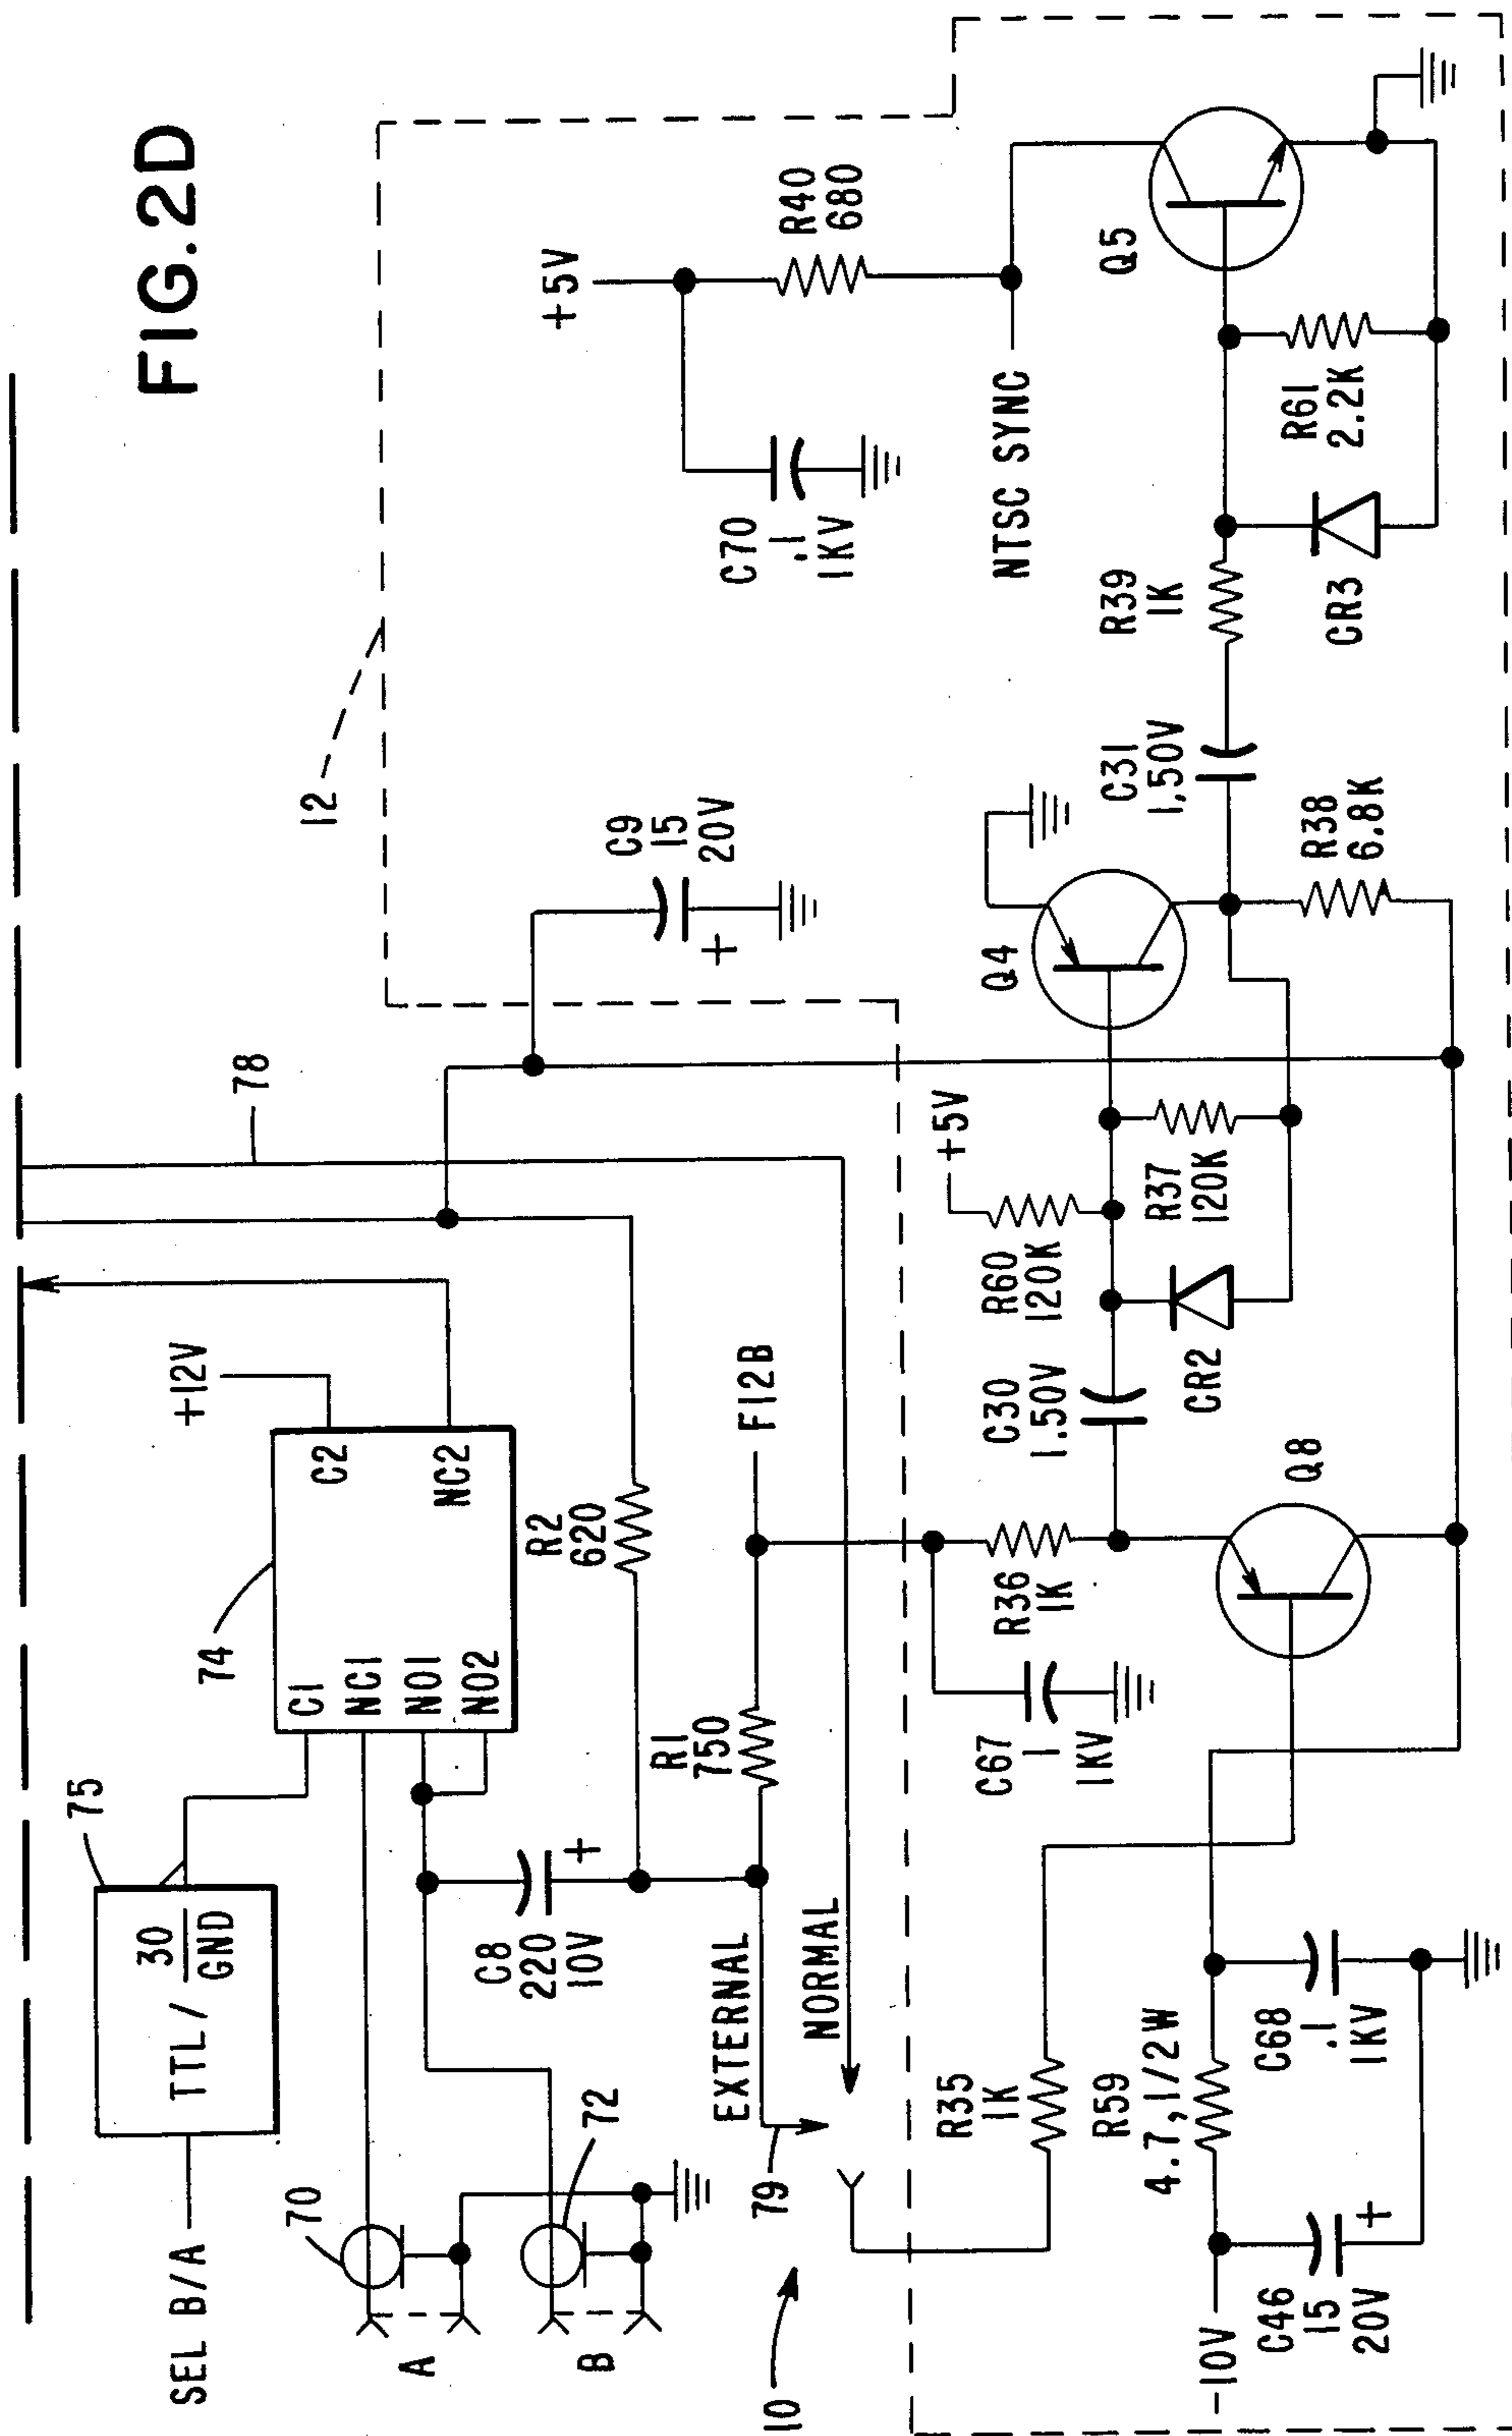 FIG.2D
75
TTL/ 30
GND
SEL B/A
74
C1
NC1
NO1
NO2
C2
NC2
+12V
70
A
72
B
C8
220
10V
R2
620
78
12
C9
15
20V
+5V
C70
.1
1KV
R40
680
NTSC SYNC
EXTERNAL
79
NORMAL
R1
750
F12B
10
C67
1
1KV
R36
1K
C30
1.50V
R60
120K
+5V
R37
120K
CR2
Q4
C31
1,50V
R38
6.8K
R39
1K
CR3
R61
2.2K
Q5
R35
1K
R59
4.7,1/2W
-10V
C46
15
20V
+
C68
.1
1KV
Q8
+
+